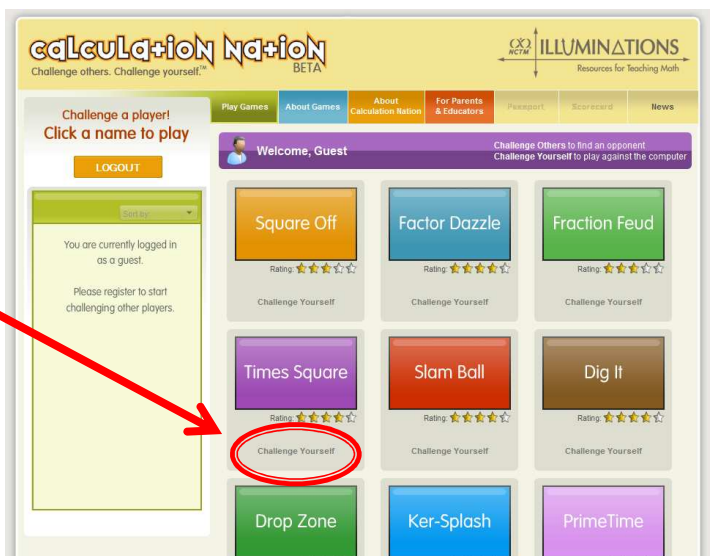 CalCuLa+ioN Na+ioN
BETA
Challenge others. Challenge yourself.™
NCTM
ILLUMINATIONS
Resources for Teaching Math
Challenge a player!
Click a name to play
LOGOUT
Sort by:
You are currently logged in
as a guest.
Please register to start
challenging other players.
Play Games
About Games
About
Calculation Nation
For Parents
& Educators
Passport
Scorecard
News
Welcome, Guest
Challenge Others to find an opponent
Challenge Yourself to play against the computer
Square Off
Rating:
Challenge Yourself
Factor Dazzle
Rating:
Challenge Yourself
Fraction Feud
Rating:
Challenge Yourself
Times Square
Rating:
Challenge Yourself
Slam Ball
Rating:
Challenge Yourself
Dig It
Rating:
Challenge Yourself
Drop Zone
Ker-Splash
PrimeTime